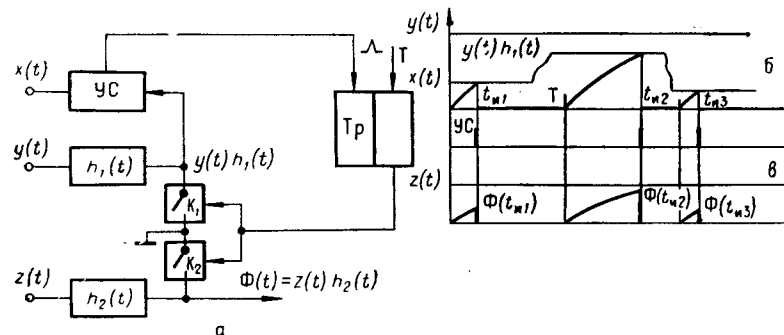 x(t)
УС
y(t)
h₁(t)
y(t) h₁(t)
K₁
K₂
z(t)
h₂(t)
Φ(t)=z(t) h₂(t)
Тр
T
а
y(t)
y(t) h₁(t)
x(t)
б
tи1
T
tи2
tи3
УС
z(t)
в
Φ(tи1)
Φ(tи2)
Φ(tи3)